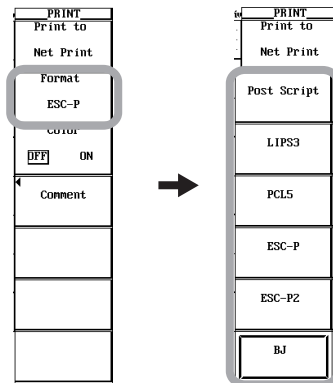 PRINT
Print to
Net Print
Format
ESC-P
Color
OFF ON
Comment
PRINT
Print to
Net Print
Post Script
LIPS3
PCL5
ESC-P
ESC-P2
BJ